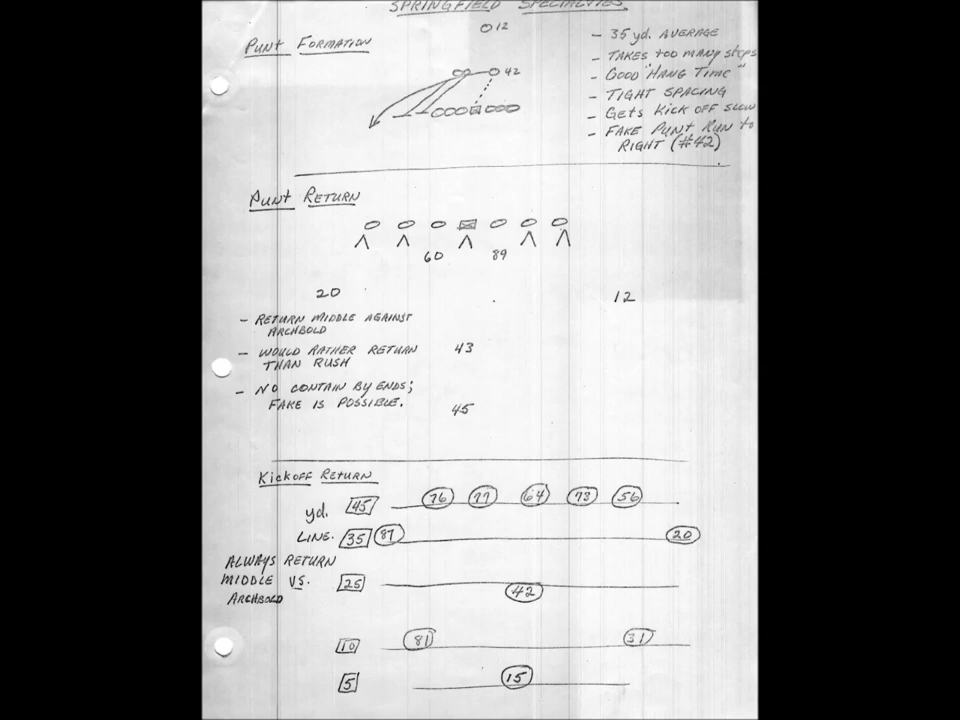 SPRINGFIELD SPECIALTIES
12
PUNT FORMATION
42
- 35 yd. AVERAGE
- TAKES too MANY steps
- GOOD "HANG TIME"
- TIGHT SPACING
- GETS KICK OFF SLOW
- FAKE PUNT RUN to
RIGHT (#42)
PUNT RETURN
60 89
20 12
- RETURN MIDDLE AGAINST
ARCHBOLD
- WOULD RATHER RETURN
THAN RUSH
43
- NO CONTAIN BY ENDS;
FAKE IS POSSIBLE.
45
KICKOFF RETURN
yd. 45 76 77 64 73 56
LINE. 35 87 20
ALWAYS RETURN
MIDDLE VS. 25 42
ARCHBOLD
10 81 31
5 15